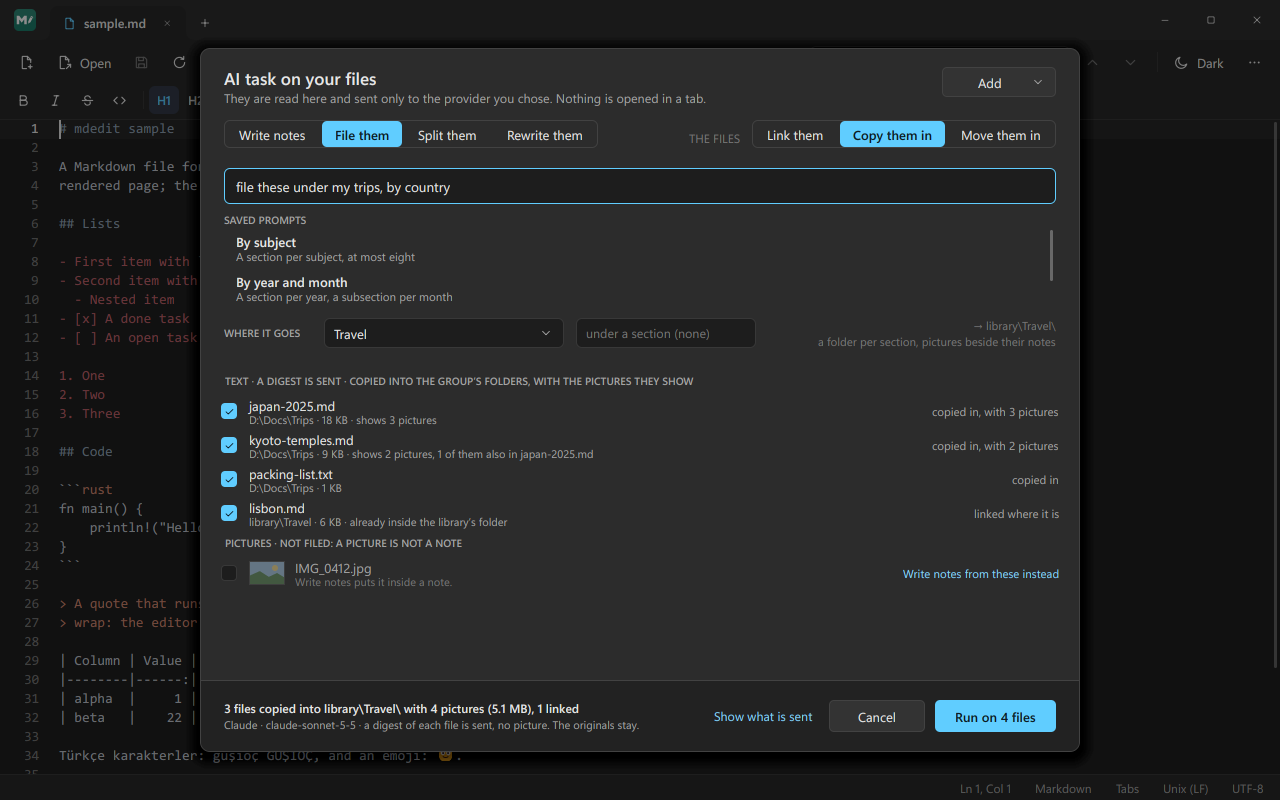 sample.md
Open
Dark
B I S <> H1 H2
AI task on your files
They are read here and sent only to the provider you chose. Nothing is opened in a tab.
Add
Write notes File them Split them Rewrite them
THE FILES Link them Copy them in Move them in
file these under my trips, by country
SAVED PROMPTS
By subject
A section per subject, at most eight
By year and month
A section per year, a subsection per month
WHERE IT GOES Travel under a section (none)
→ library\Travel\
a folder per section, pictures beside their notes
TEXT · A DIGEST IS SENT · COPIED INTO THE GROUP'S FOLDERS, WITH THE PICTURES THEY SHOW
japan-2025.md
D:\Docs\Trips · 18 KB · shows 3 pictures
copied in, with 3 pictures
kyoto-temples.md
D:\Docs\Trips · 9 KB · shows 2 pictures, 1 of them also in japan-2025.md
copied in, with 2 pictures
packing-list.txt
D:\Docs\Trips · 1 KB
copied in
lisbon.md
library\Travel · 6 KB · already inside the library's folder
linked where it is
PICTURES · NOT FILED: A PICTURE IS NOT A NOTE
IMG_0412.jpg
Write notes puts it inside a note.
Write notes from these instead
3 files copied into library\Travel\ with 4 pictures (5.1 MB), 1 linked
Claude · claude-sonnet-5-5 · a digest of each file is sent, no picture. The originals stay.
Show what is sent
Cancel
Run on 4 files
1 # mdedit sample
2
3 A Markdown file for
4 rendered page; the
5
6 ## Lists
7
8 - First item with
9 - Second item with
10 - Nested item
11 - [x] A done task
12 - [ ] An open task
13
14 1. One
15 2. Two
16 3. Three
17
18 ## Code
19
20 ```rust
21 fn main() {
22 println!("Hello
23 }
24 ```
25
26 > A quote that runs
27 > wrap: the editor
28
29 | Column | Value |
30 |--------|------:|
31 | alpha | 1 |
32 | beta | 22 |
33
34 Türkçe karakterler: ğüşıöç ĞÜŞİÖÇ, and an emoji: 🙂.
Ln 1, Col 1 Markdown Tabs Unix (LF) UTF-8